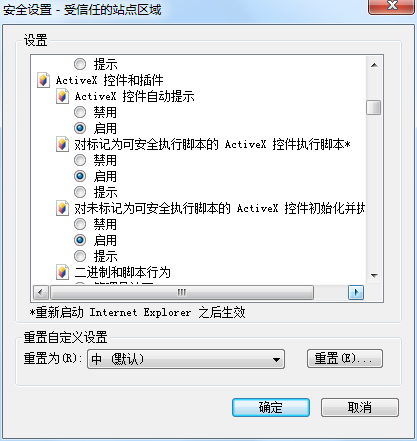 安全设置 - 受信任的站点区域
设置
提示
ActiveX 控件和插件
ActiveX 控件自动提示
禁用
启用
对标记为可安全执行脚本的 ActiveX 控件执行脚本*
禁用
启用
提示
对未标记为可安全执行脚本的 ActiveX 控件初始化并执
禁用
启用
提示
二进制和脚本行为
*重新启动 Internet Explorer 之后生效
重置自定义设置
重置为(R):
中 (默认)
重置(E)...
确定
取消